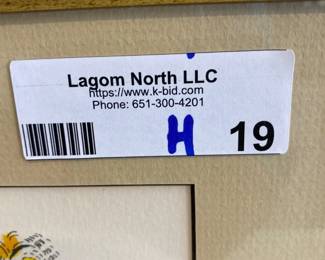 Lagom North LLC
https://www.k-bid.com
Phone: 651-300-4201
H 19